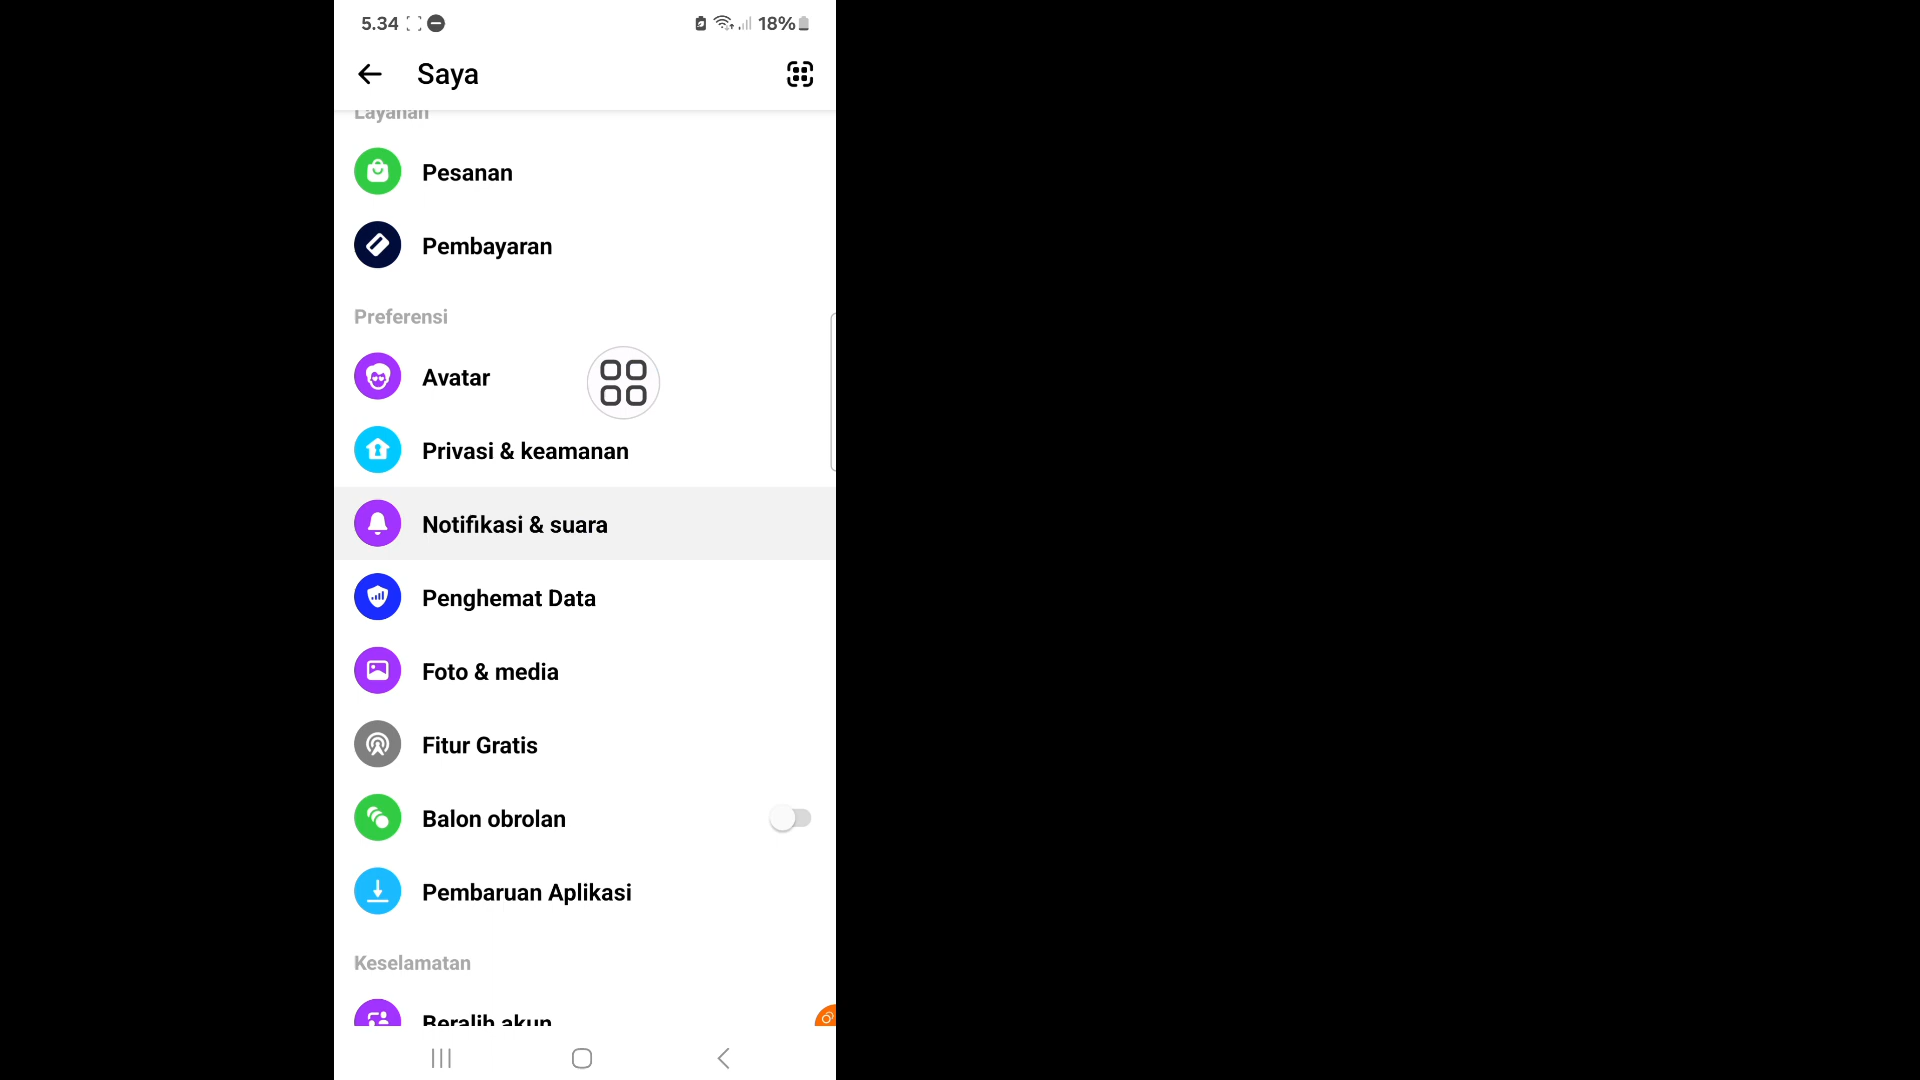 5.34
18%
Saya
Layanan
Pesanan
Pembayaran
Preferensi
Avatar
Privasi & keamanan
Notifikasi & suara
Penghemat Data
Foto & media
Fitur Gratis
Balon obrolan
Pembaruan Aplikasi
Keselamatan
Beralih akun